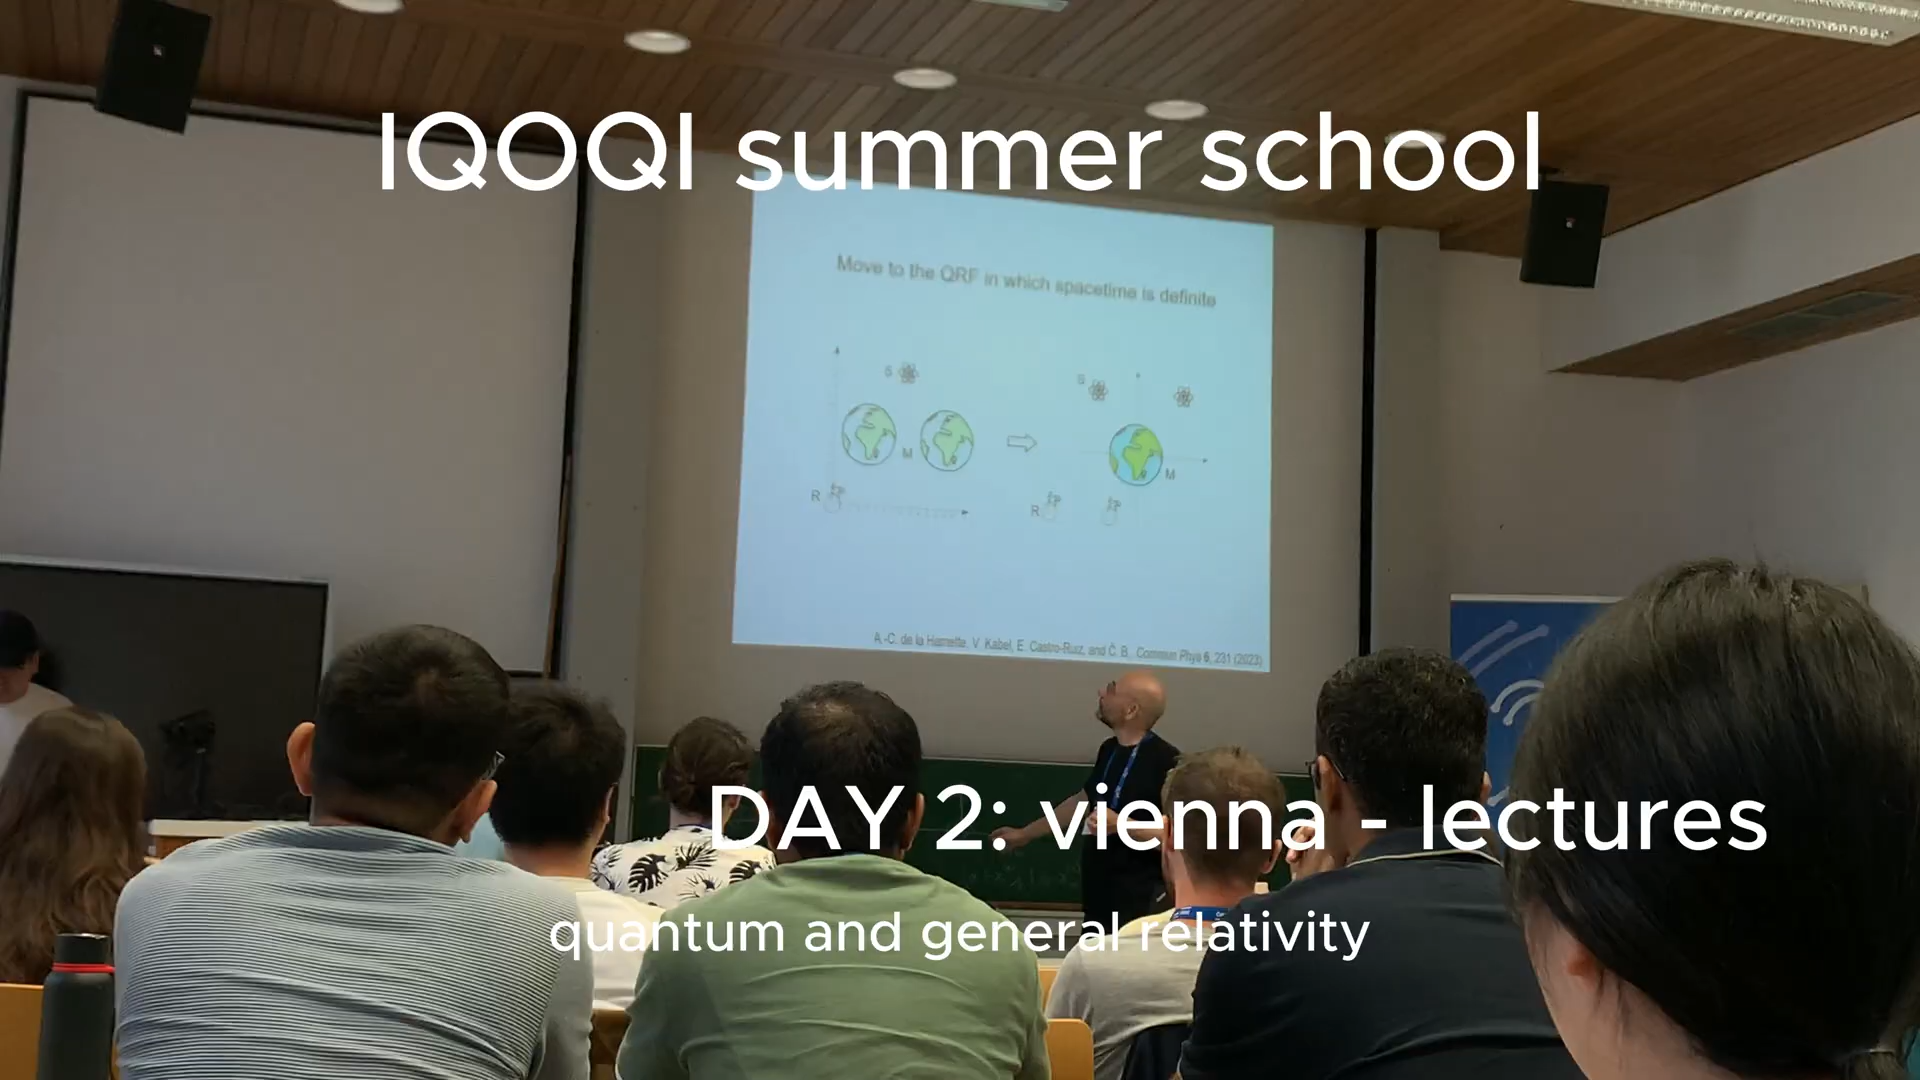 IQOQI summer school
Move to the QRF in which spacetime is definite
S
S
M
M
R
R
A.-C. de la Hamette, V. Kabel, E. Castro-Ruiz, and Č. B., Commun Phys 6, 231 (2023)
DAY 2: vienna - lectures
quantum and general relativity